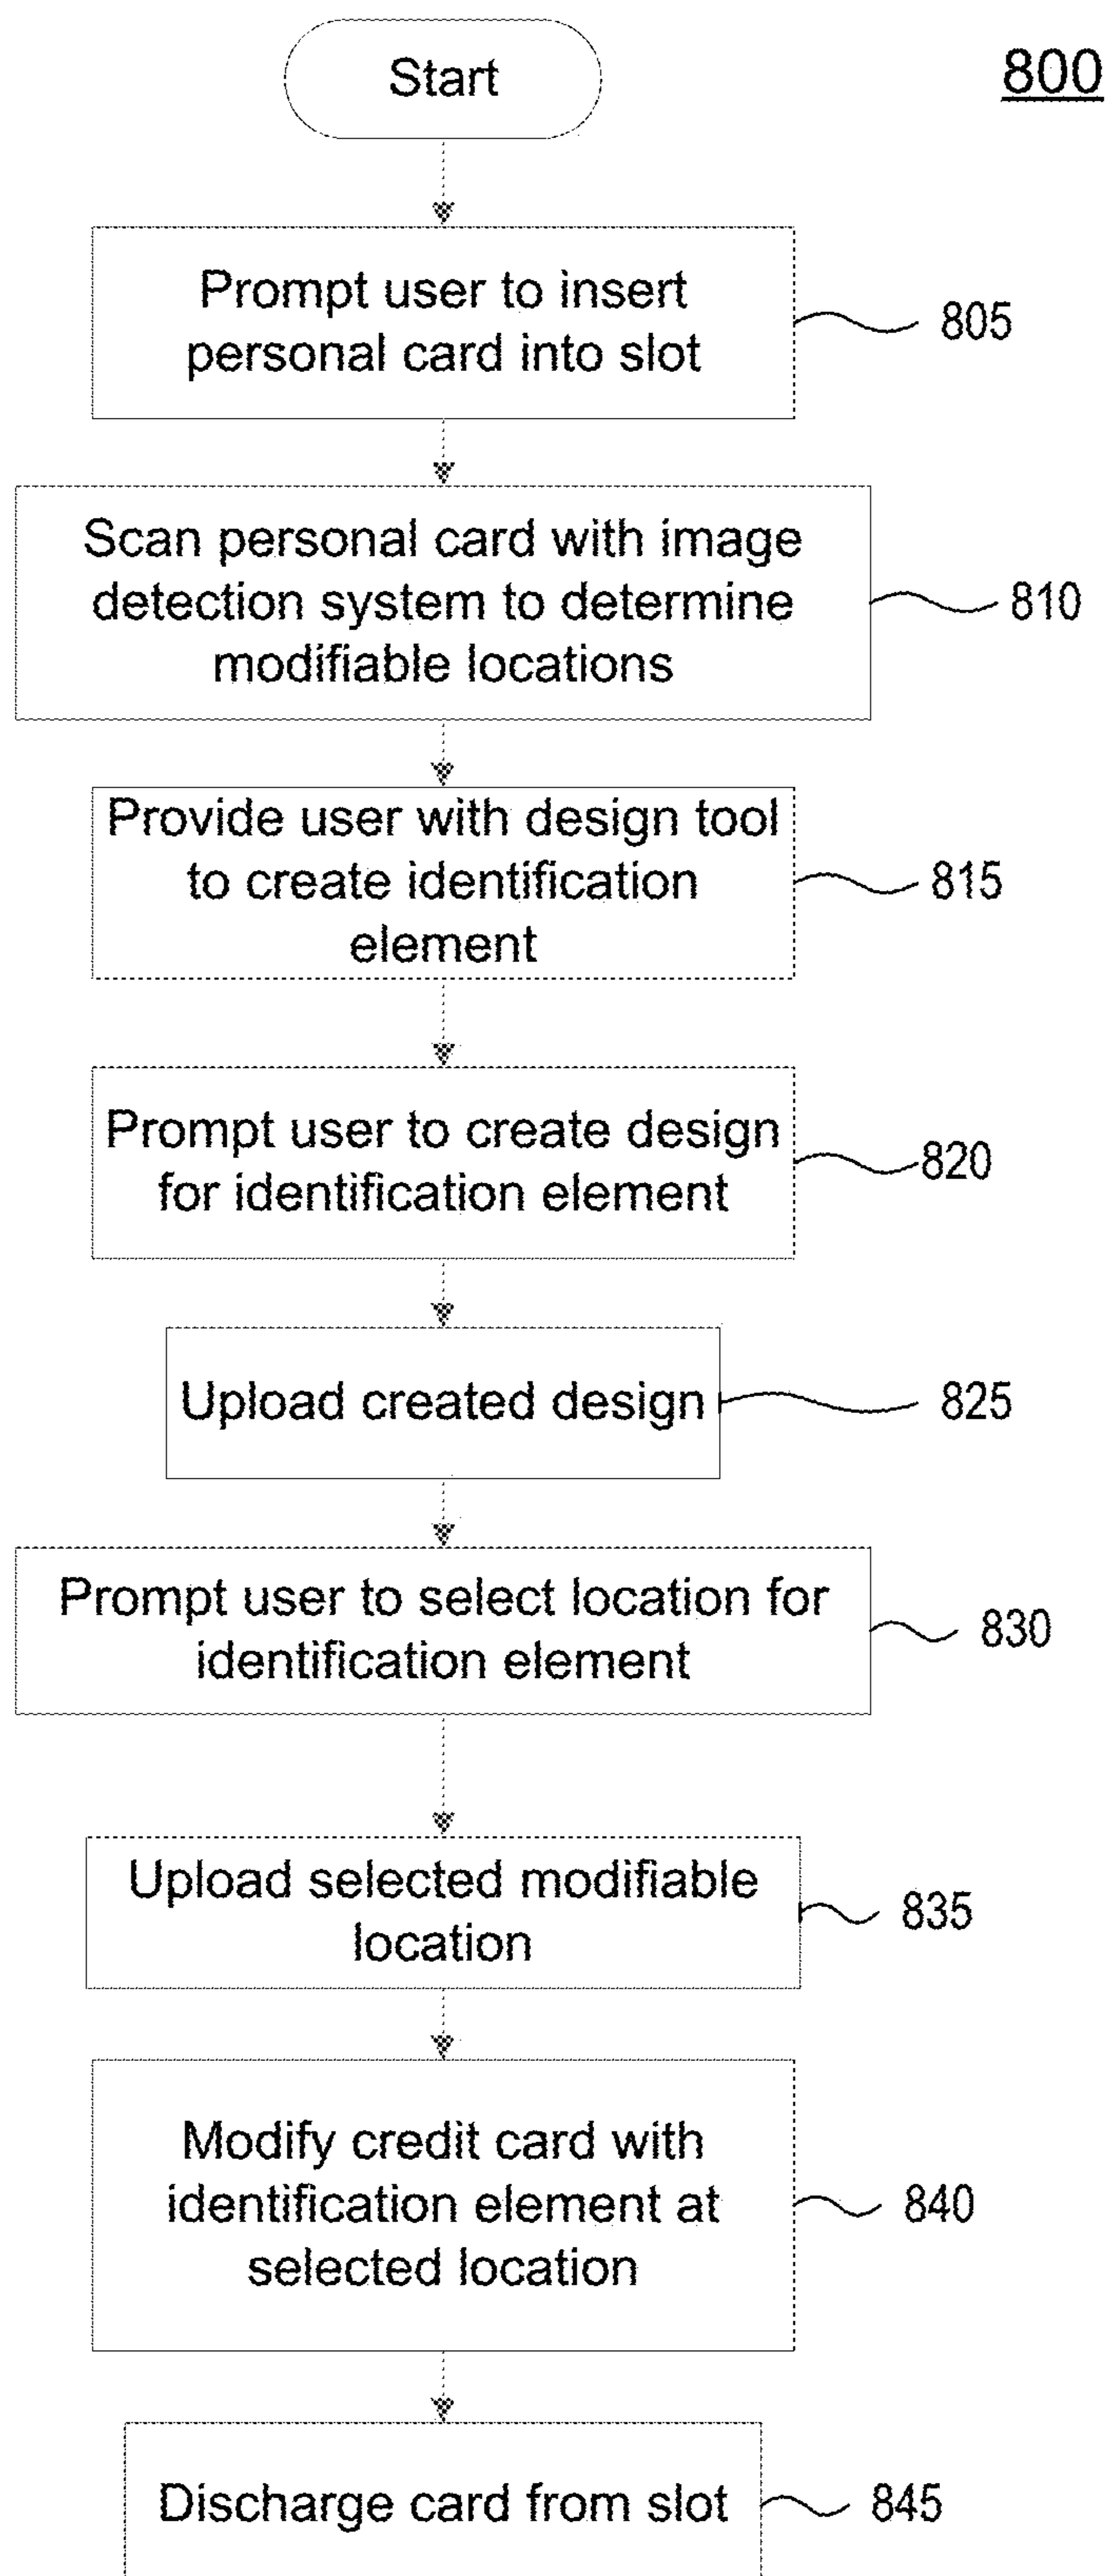 Start
800
Prompt user to insert
personal card into slot
805
Scan personal card with image
detection system to determine
modifiable locations
810
Provide user with design tool
to create identification
element
815
Prompt user to create design
for identification element
820
Upload created design
825
Prompt user to select location for
identification element
830
Upload selected modifiable
location
835
Modify credit card with
identification element at
selected location
840
Discharge card from slot
845